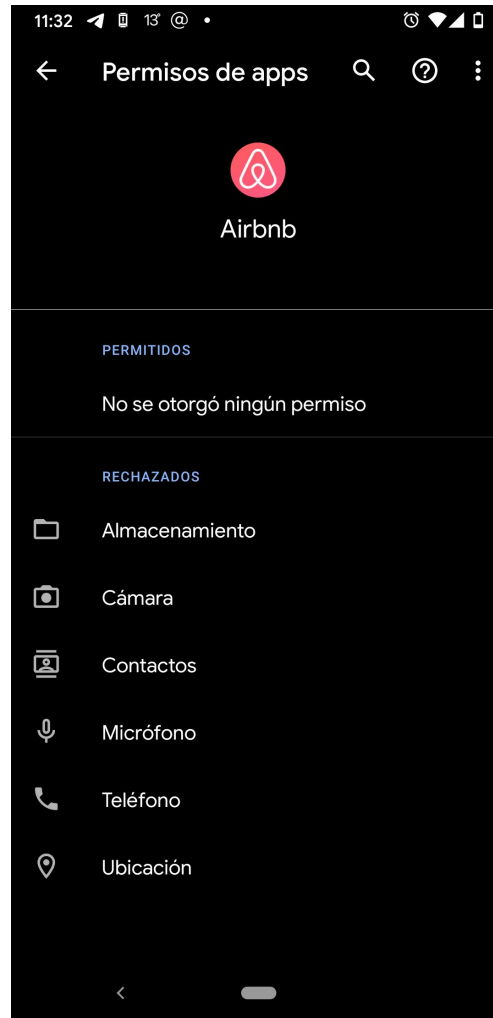 11:32 13° @
Permisos de apps
Airbnb
PERMITIDOS
No se otorgó ningún permiso
RECHAZADOS
Almacenamiento
Cámara
Contactos
Micrófono
Teléfono
Ubicación